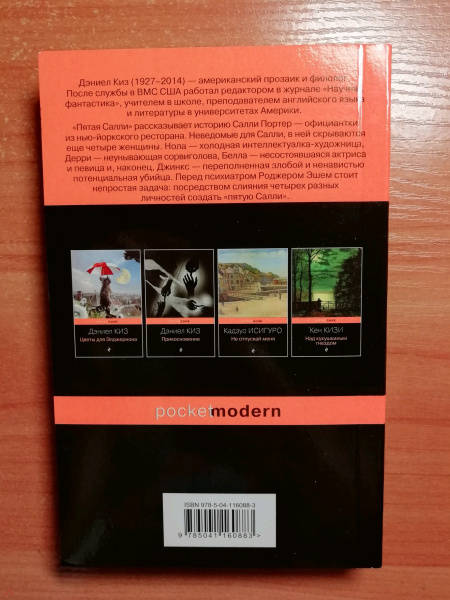 Дэниел Киз (1927–2014) — американский прозаик и филолог.
После службы в ВМС США работал редактором в журнале «Научная
фантастика», учителем в школе, преподавателем английского языка
и литературы в университетах Америки.
«Пятая Салли» рассказывает историю Салли Портер — официантки
из нью-йоркского ресторана. Неведомые для Салли, в ней скрываются
еще четыре женщины. Нола — холодная интеллектуалка-художница,
Дерри — неунывающая сорвиголова, Белла — несостоявшаяся актриса
и певица и, наконец, Джинкс — переполненная злобой и ненавистью
потенциальная убийца. Перед психиатром Роджером Эшем стоит
непростая задача: посредством слияния четырех разных
личностей создать «пятую Салли».
Дэниел КИЗ
Цветы для Элджернона
Дэниел КИЗ
Прикосновение
Кадзуо ИСИГУРО
Не отпускай меня
Кен КИЗИ
Над кукушкиным
гнездом
pocket modern
ISBN 978-5-04-116088-3
9 785041 160883 >